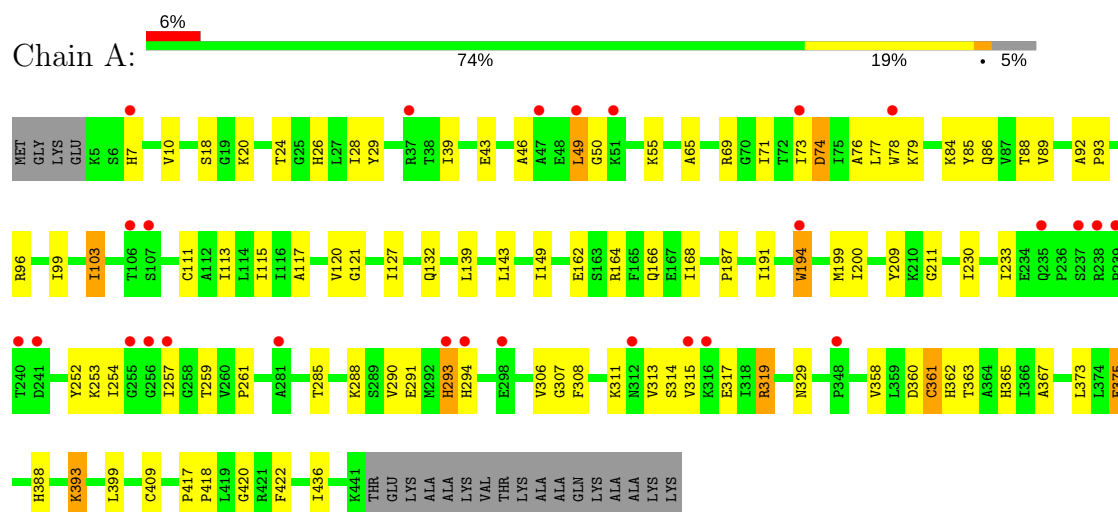 6%
Chain A:
74% 19% • 5%
MET GLY LYS GLU K5 S6 H7 V10 S18 G19 K20 T24 G25 H26 L27 I28 Y29 R37 T38 I39 E43 A46 A47 E48 L49 G50 K51 K55 A65 R69 G70 I71 T72 I73 D74 I75 A76 L77 W78 K79 K84 Y85 Q86 V87 T88 V89 A92 P93
R96 I99 I103 T106 S107 C111 A112 I113 L114 I115 I116 A117 V120 G121 I127 Q132 L139 L143 I149 E162 S163 R164 F165 Q166 E167 I168 P187 I191 W194 M199 I200 Y209 K210 G211 I230 I233 E234 Q235 P236 S237 R238
T240 D241 Y252 K253 I254 G255 G256 I257 G258 T259 V260 P261 A281 T285 K288 S289 V290 E291 M292 H293 H294 E298 V306 G307 F308 K311 N312 V313 S314 V315 K316 E317 I318 R319 N329 P348 V358 L359 D360 C361 H362 T363 A364 H365 I366 A367 L373 L374
H388 K393 L399 C409 P417 P418 L419 G420 R421 F422 I436 K441 THR GLU LYS ALA ALA LYS VAL THR LYS ALA ALA GLN LYS ALA ALA LYS LYS